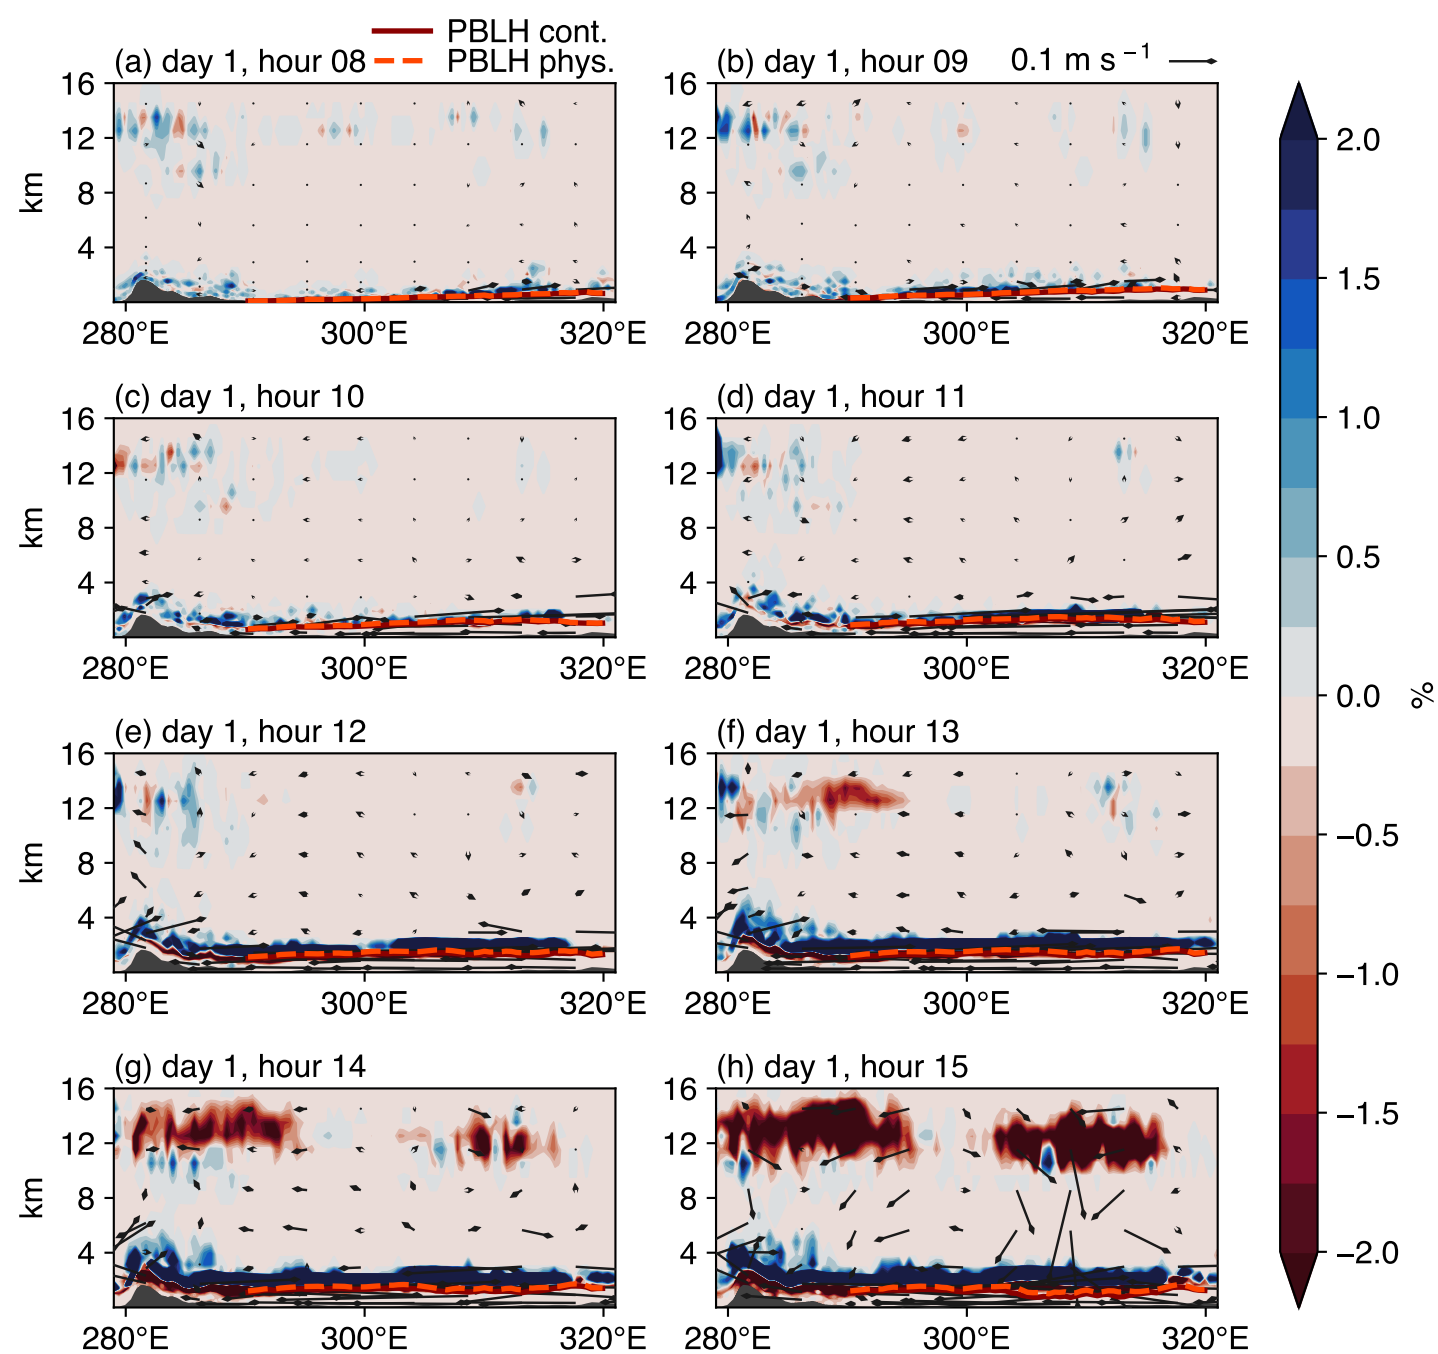 PBLH cont.
PBLH phys.
(a) day 1, hour 08
(b) day 1, hour 09
0.1 m s⁻¹
16
12
8
4
km
280°E
300°E
320°E
16
12
8
4
280°E
300°E
320°E
(c) day 1, hour 10
(d) day 1, hour 11
16
12
8
4
km
280°E
300°E
320°E
16
12
8
4
280°E
300°E
320°E
(e) day 1, hour 12
(f) day 1, hour 13
16
12
8
4
km
280°E
300°E
320°E
16
12
8
4
280°E
300°E
320°E
(g) day 1, hour 14
(h) day 1, hour 15
16
12
8
4
km
280°E
300°E
320°E
16
12
8
4
280°E
300°E
320°E
2.0
1.5
1.0
0.5
0.0
−0.5
−1.0
−1.5
−2.0
%